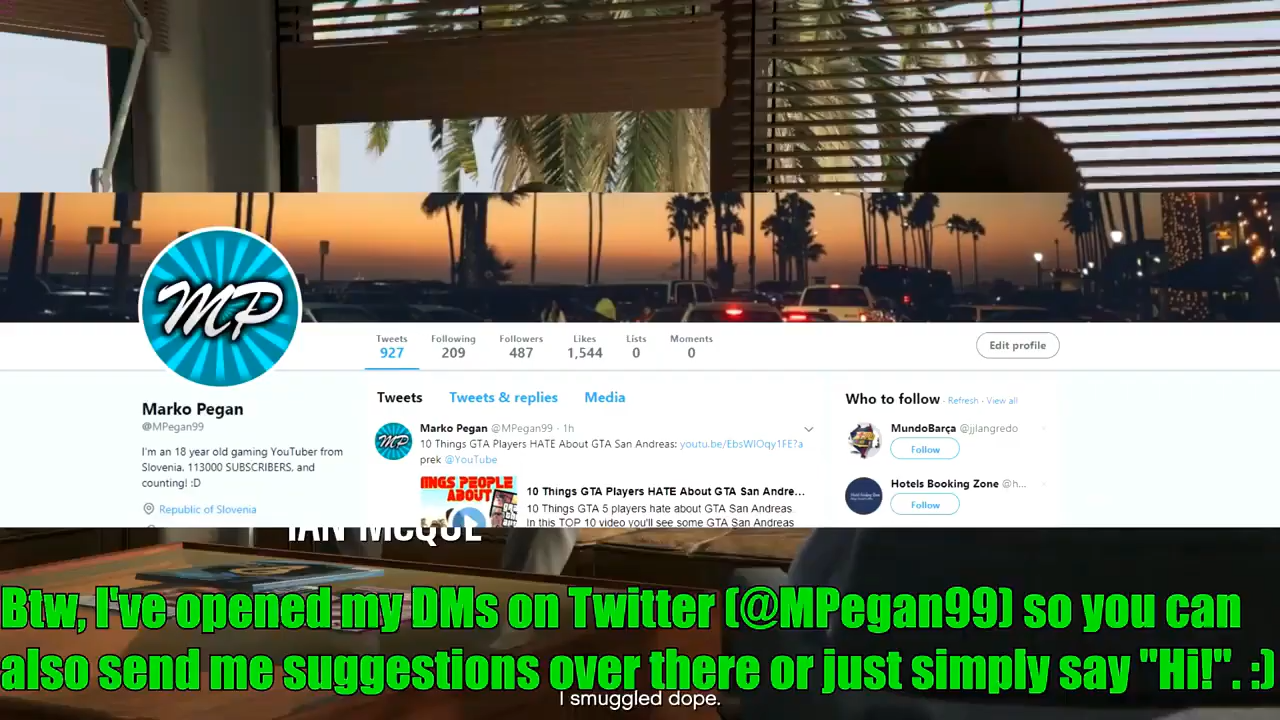 MP
Tweets
927
Following
209
Followers
487
Likes
1,544
Lists
0
Moments
0
Edit profile
Marko Pegan
@MPegan99
I'm an 18 year old gaming YouTuber from
Slovenia, 113000 SUBSCRIBERS, and
counting! :D
Republic of Slovenia
Tweets Tweets & replies Media
Marko Pegan @MPegan99 · 1h
10 Things GTA Players HATE About GTA San Andreas: youtu.be/EbsWIOqy1FE?a
prek @YouTube
MP
INGS PEOPLE
ABOUT
10 Things GTA Players HATE About GTA San Andre...
10 Things GTA 5 players hate about GTA San Andreas.
In this TOP 10 video you'll see some GTA San Andreas
Who to follow · Refresh · View all
MundoBarça @jjlangredo
Follow
Hotels Booking Zone @h...
Follow
IAN McQUE
Btw, I've opened my DMs on Twitter (@MPegan99) so you can
also send me suggestions over there or just simply say "Hi!". :)
I smuggled dope.